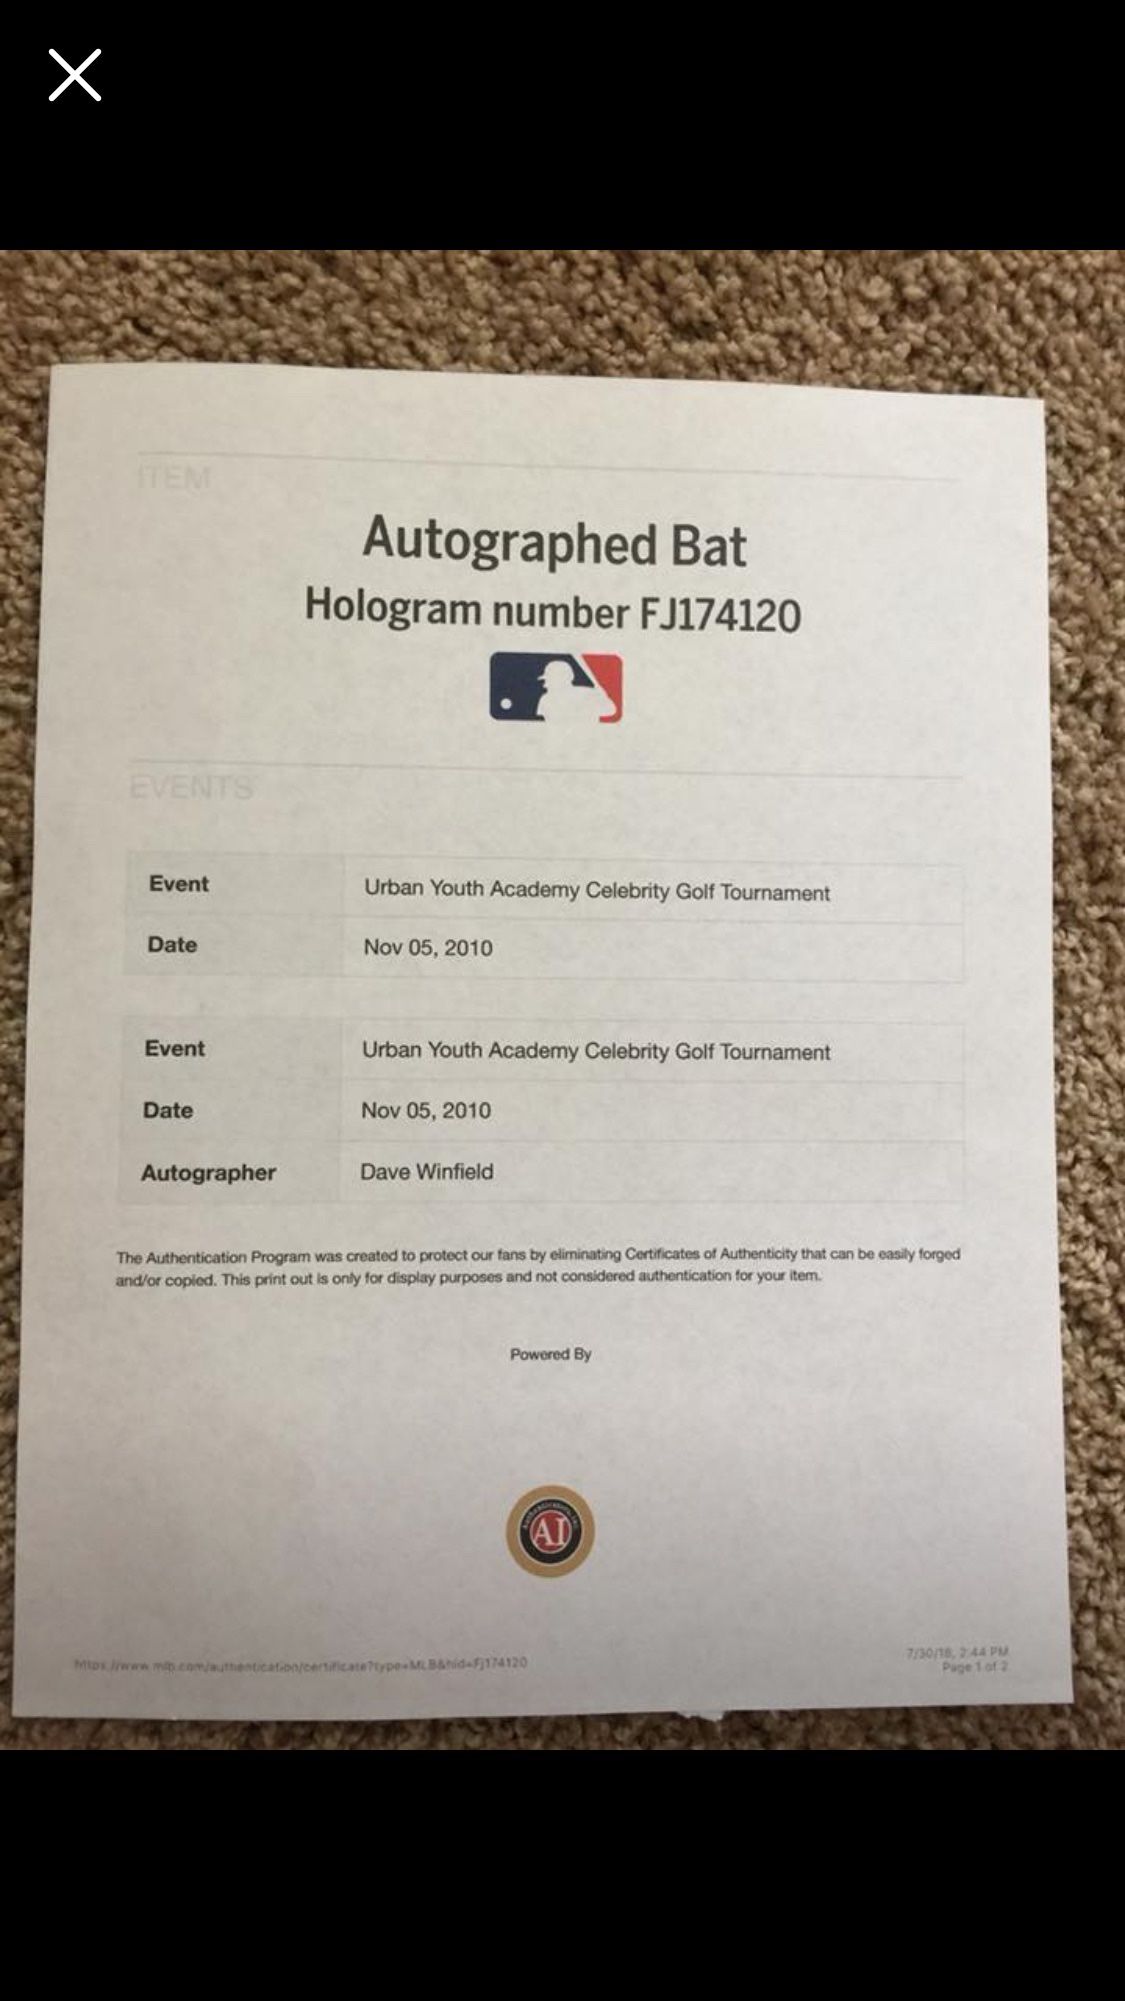 ITEM
Autographed Bat
Hologram number FJ174120
EVENTS
Event Urban Youth Academy Celebrity Golf Tournament
Date Nov 05, 2010
Event Urban Youth Academy Celebrity Golf Tournament
Date Nov 05, 2010
Autographer Dave Winfield
The Authentication Program was created to protect our fans by eliminating Certificates of Authenticity that can be easily forged
and/or copied. This print out is only for display purposes and not considered authentication for your item.
Powered By
AI
https://www.mlb.com/authentication/certificate?type=MLB&hid=Fj174120
7/30/18, 2:44 PM
Page 1 of 2